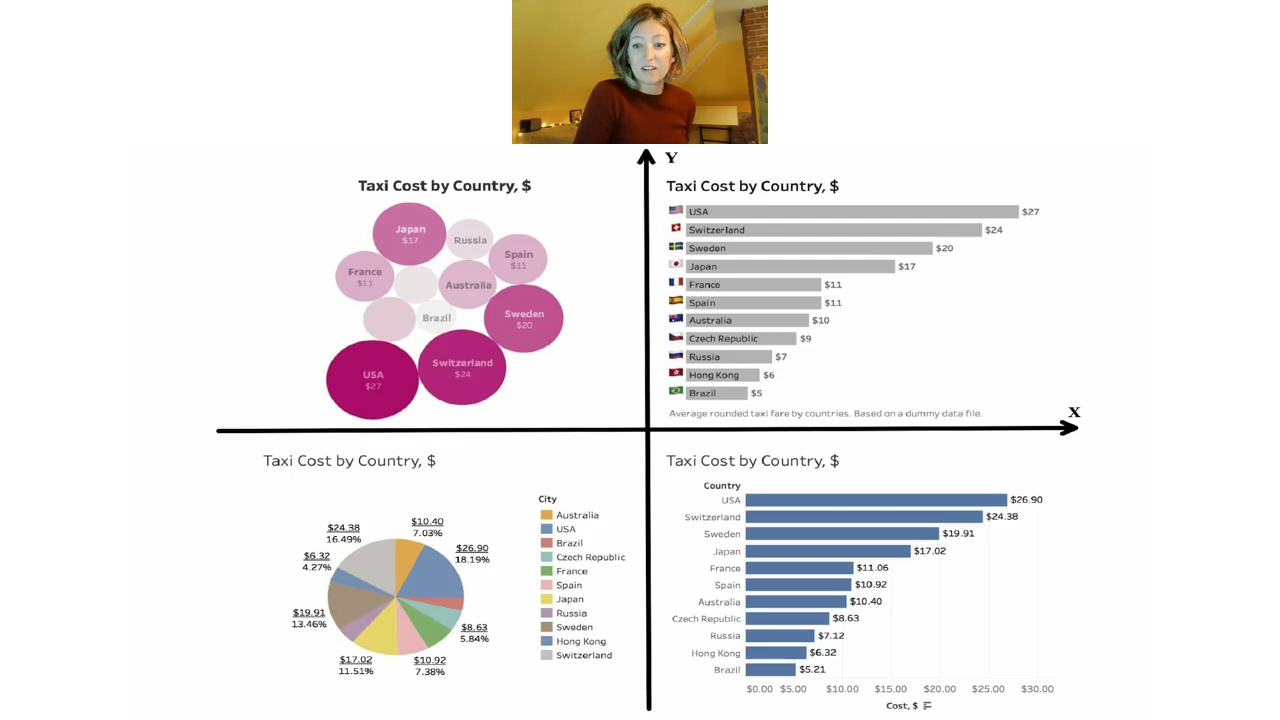 Y
X
Taxi Cost by Country, $
Japan
$17
Russia
Spain
$11
France
$11
Australia
Brazil
Sweden
$20
Switzerland
$24
USA
$27
Taxi Cost by Country, $
USA $27
Switzerland $24
Sweden $20
Japan $17
France $11
Spain $11
Australia $10
Czech Republic $9
Russia $7
Hong Kong $6
Brazil $5
Average rounded taxi fare by countries. Based on a dummy data file.
Taxi Cost by Country, $
$10.40
7.03%
$26.90
18.19%
$8.63
5.84%
$10.92
7.38%
$17.02
11.51%
$19.91
13.46%
$6.32
4.27%
$24.38
16.49%
City
Australia
USA
Brazil
Czech Republic
France
Spain
Japan
Russia
Sweden
Hong Kong
Switzerland
Taxi Cost by Country, $
Country
USA $26.90
Switzerland $24.38
Sweden $19.91
Japan $17.02
France $11.06
Spain $10.92
Australia $10.40
Czech Republic $8.63
Russia $7.12
Hong Kong $6.32
Brazil $5.21
$0.00 $5.00 $10.00 $15.00 $20.00 $25.00 $30.00
Cost, $